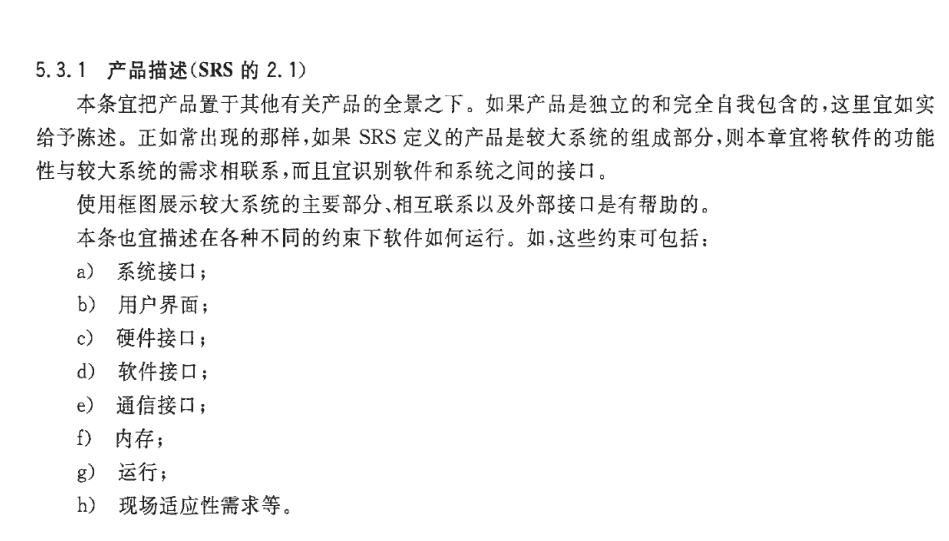 5.3.1 产品描述(SRS 的 2.1)
本条宜把产品置于其他有关产品的全景之下。如果产品是独立的和完全自我包含的,这里宜如实
给予陈述。正如常出现的那样,如果 SRS 定义的产品是较大系统的组成部分,则本章宜将软件的功能
性与较大系统的需求相联系,而且宜识别软件和系统之间的接口。
使用框图展示较大系统的主要部分、相互联系以及外部接口是有帮助的。
本条也宜描述在各种不同的约束下软件如何运行。如,这些约束可包括:
a) 系统接口;
b) 用户界面;
c) 硬件接口;
d) 软件接口;
e) 通信接口;
f) 内存;
g) 运行;
h) 现场适应性需求等。